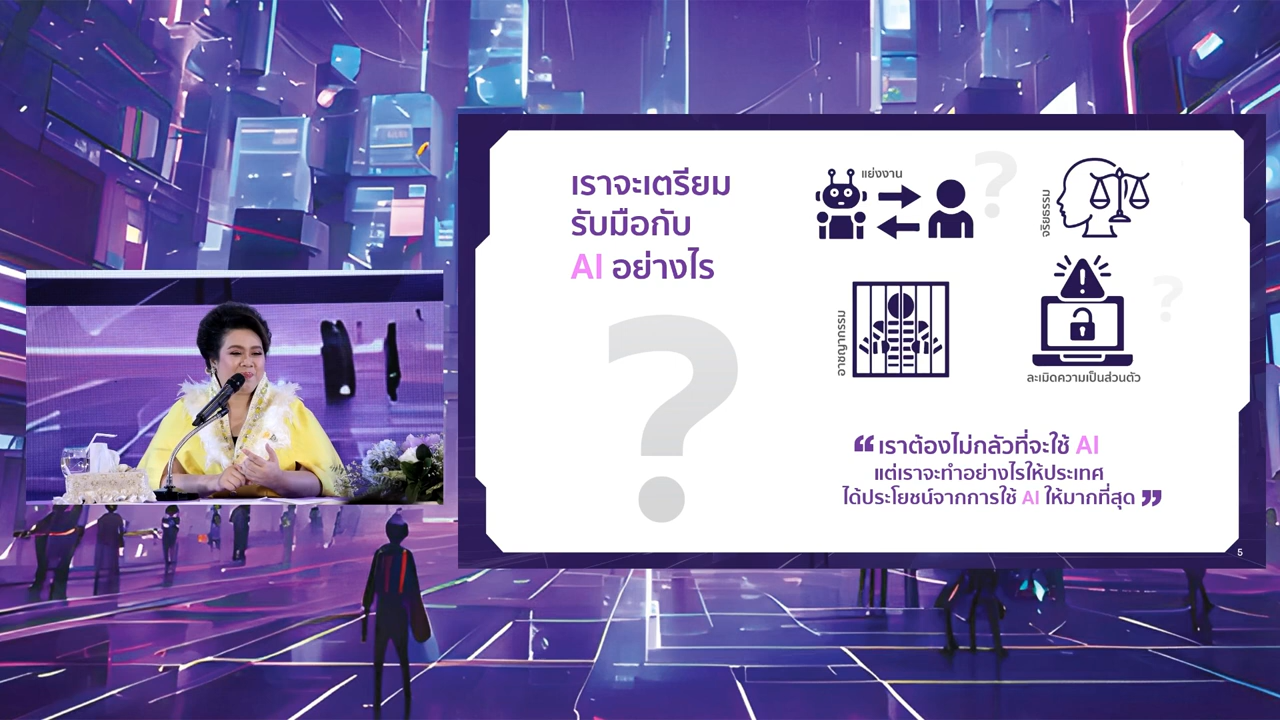 เราจะเตรียม
รับมือกับ
AI อย่างไร
แย่งงาน
จริยธรรม
อาชญากรรม
ละเมิดความเป็นส่วนตัว
“เราต้องไม่กลัวที่จะใช้ AI
แต่เราจะทำอย่างไรให้ประเทศ
ได้ประโยชน์จากการใช้ AI ให้มากที่สุด”
5